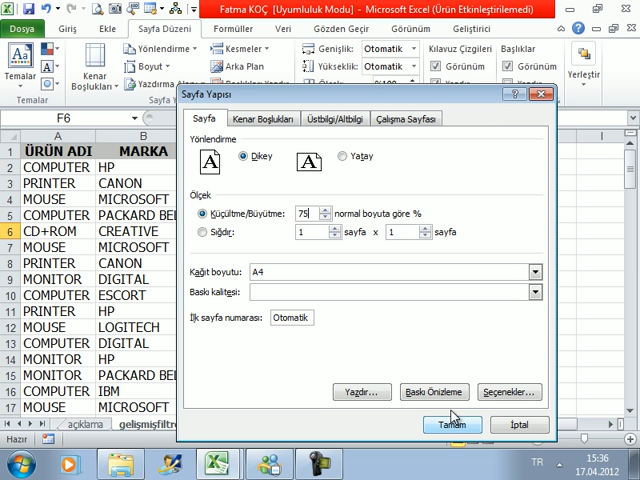 Fatma KOÇ  [Uyumluluk Modu]  -  Microsoft Excel (Ürün Etkinleştirilemedi)
Dosya Giriş Ekle Sayfa Düzeni Formüller Veri Gözden Geçir Görünüm Geliştirici
Temalar
Temalar
Kenar Boşlukları
Yönlendirme
Boyut
Yazdırma Alanı
Kesmeler
Arka Plan
Genişlik: Otomatik
Yükseklik: Otomatik
%100
Kılavuz Çizgileri
Görünüm
Başlıklar
Görünüm
Yerleştir
F6
A B I
1 ÜRÜN ADI MARKA
2 COMPUTER HP
3 PRINTER CANON
4 MOUSE MICROSOFT
5 COMPUTER PACKARD BEL
6 CD+ROM CREATIVE
7 MOUSE MICROSOFT
8 PRINTER CANON
9 MONITOR DIGITAL
10 COMPUTER ESCORT
11 PRINTER HP
12 MOUSE LOGITECH
13 COMPUTER DIGITAL
14 MONITOR HP
15 MONITOR PACKARD BEL
16 COMPUTER IBM
17 MOUSE MICROSOFT
Sayfa Yapısı
Sayfa Kenar Boşlukları Üstbilgi/Altbilgi Çalışma Sayfası
Yönlendirme
A Dikey A Yatay
Ölçek
Küçültme/Büyütme: 75 normal boyuta göre %
Sığdır: 1 sayfa x 1 sayfa
Kağıt boyutu: A4
Baskı kalitesi:
İlk sayfa numarası: Otomatik
Yazdır... Baskı Önizleme Seçenekler...
Tamam İptal
açıklama gelişmişfiltre
Hazır
TR
15:36
17.04.2012